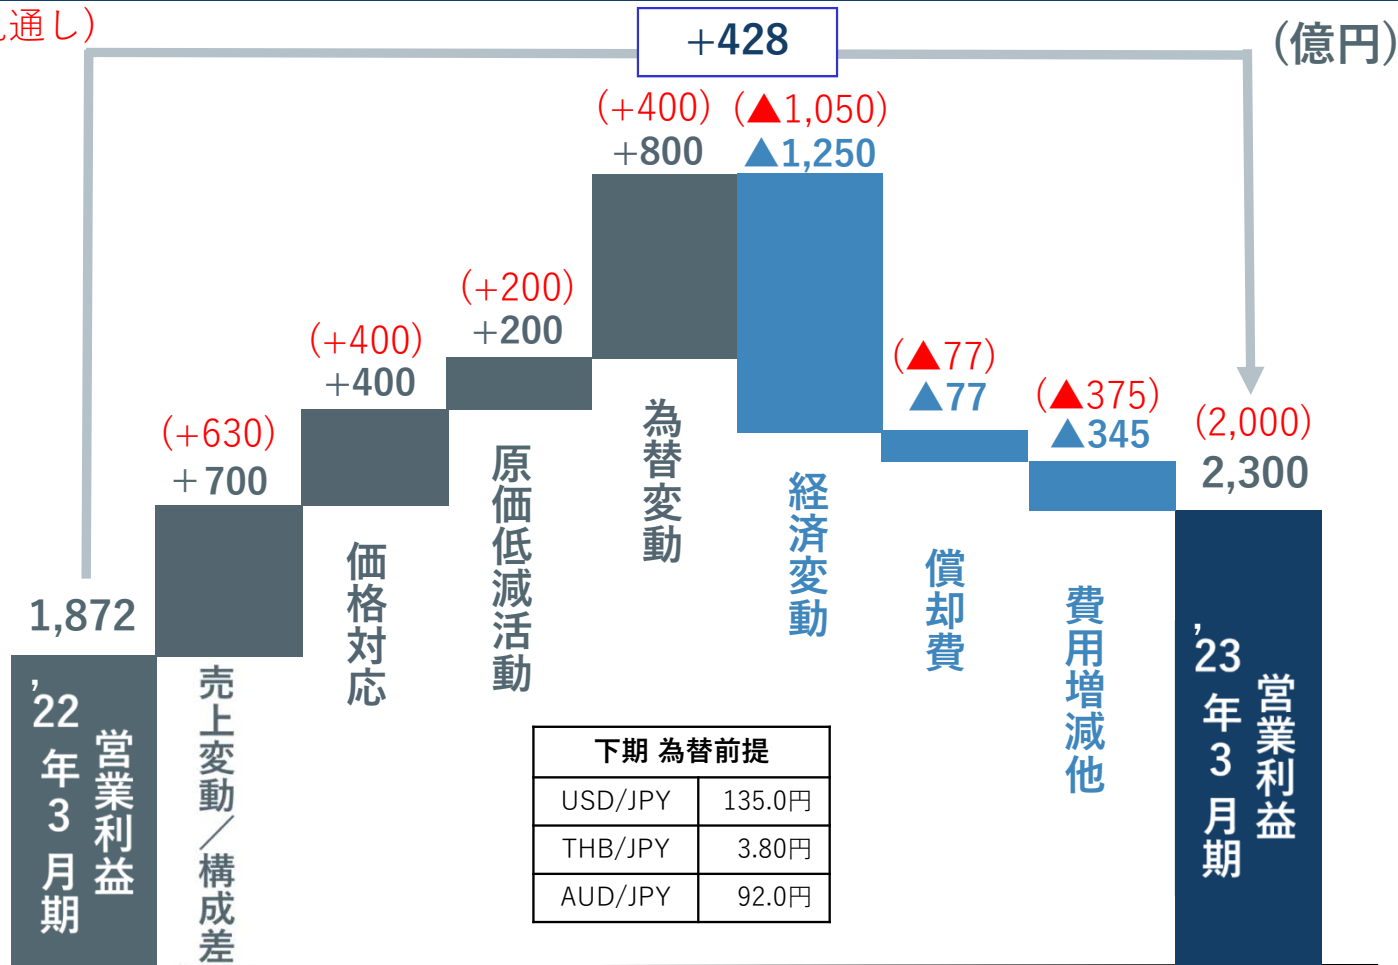 通し)
+428
(億円)
(+400)
+800
(▲1,050)
▲1,250
(+200)
+200
(+400)
+400
(+630)
+700
(▲77)
▲77
(▲375)
▲345
(2,000)
2,300
1,872
’22年3月期
営業利益
売上変動／構成差
価格対応
原価低減活動
為替変動
経済変動
償却費
費用増減他
’23年3月期
営業利益
下期 為替前提
USD/JPY 135.0円
THB/JPY 3.80円
AUD/JPY 92.0円